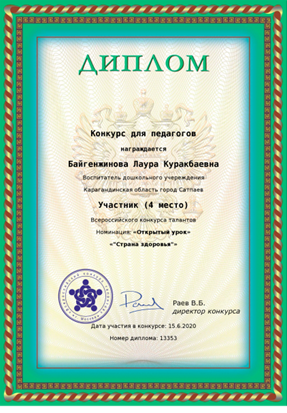 ДИПЛОМ
Конкурс для педагогов
награждается
Байгенжинова Лаура Куракбаевна
Воспитатель дошкольного учереждения
Карагандинская область город Сатпаев
Участник (4 место)
Всероссийского конкурса талантов
Номинация: «Открытый урок»
«"Страна здоровья"»
Раев В.Б.
директор конкурса
Дата участия в конкурсе: 15.6.2020
Номер диплома: 13353